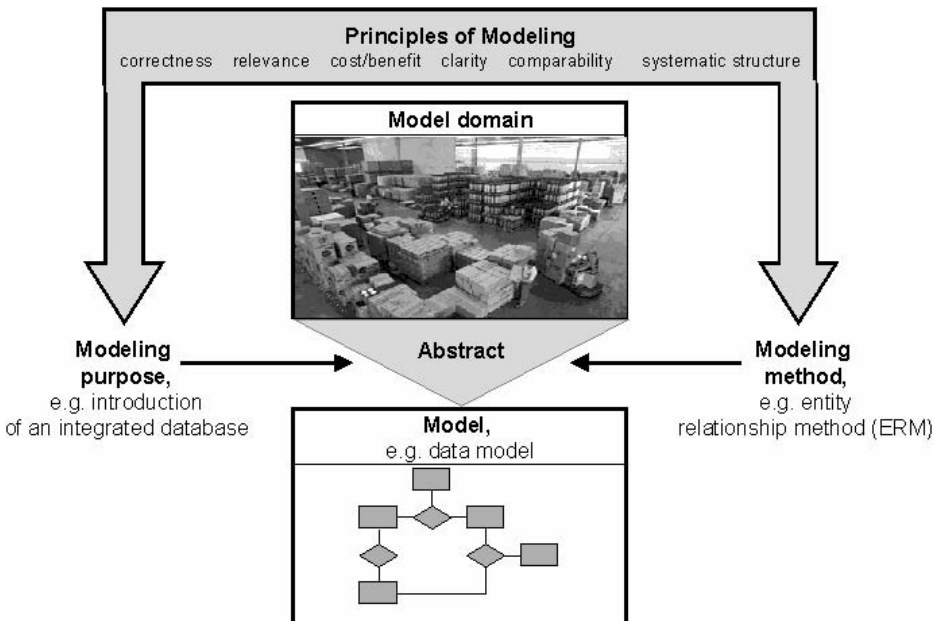 Principles of Modeling
correctness relevance cost/benefit clarity comparability systematic structure
Model domain
Abstract
Modeling
purpose,
e.g. introduction
of an integrated database
Modeling
method,
e.g. entity
relationship method (ERM)
Model,
e.g. data model